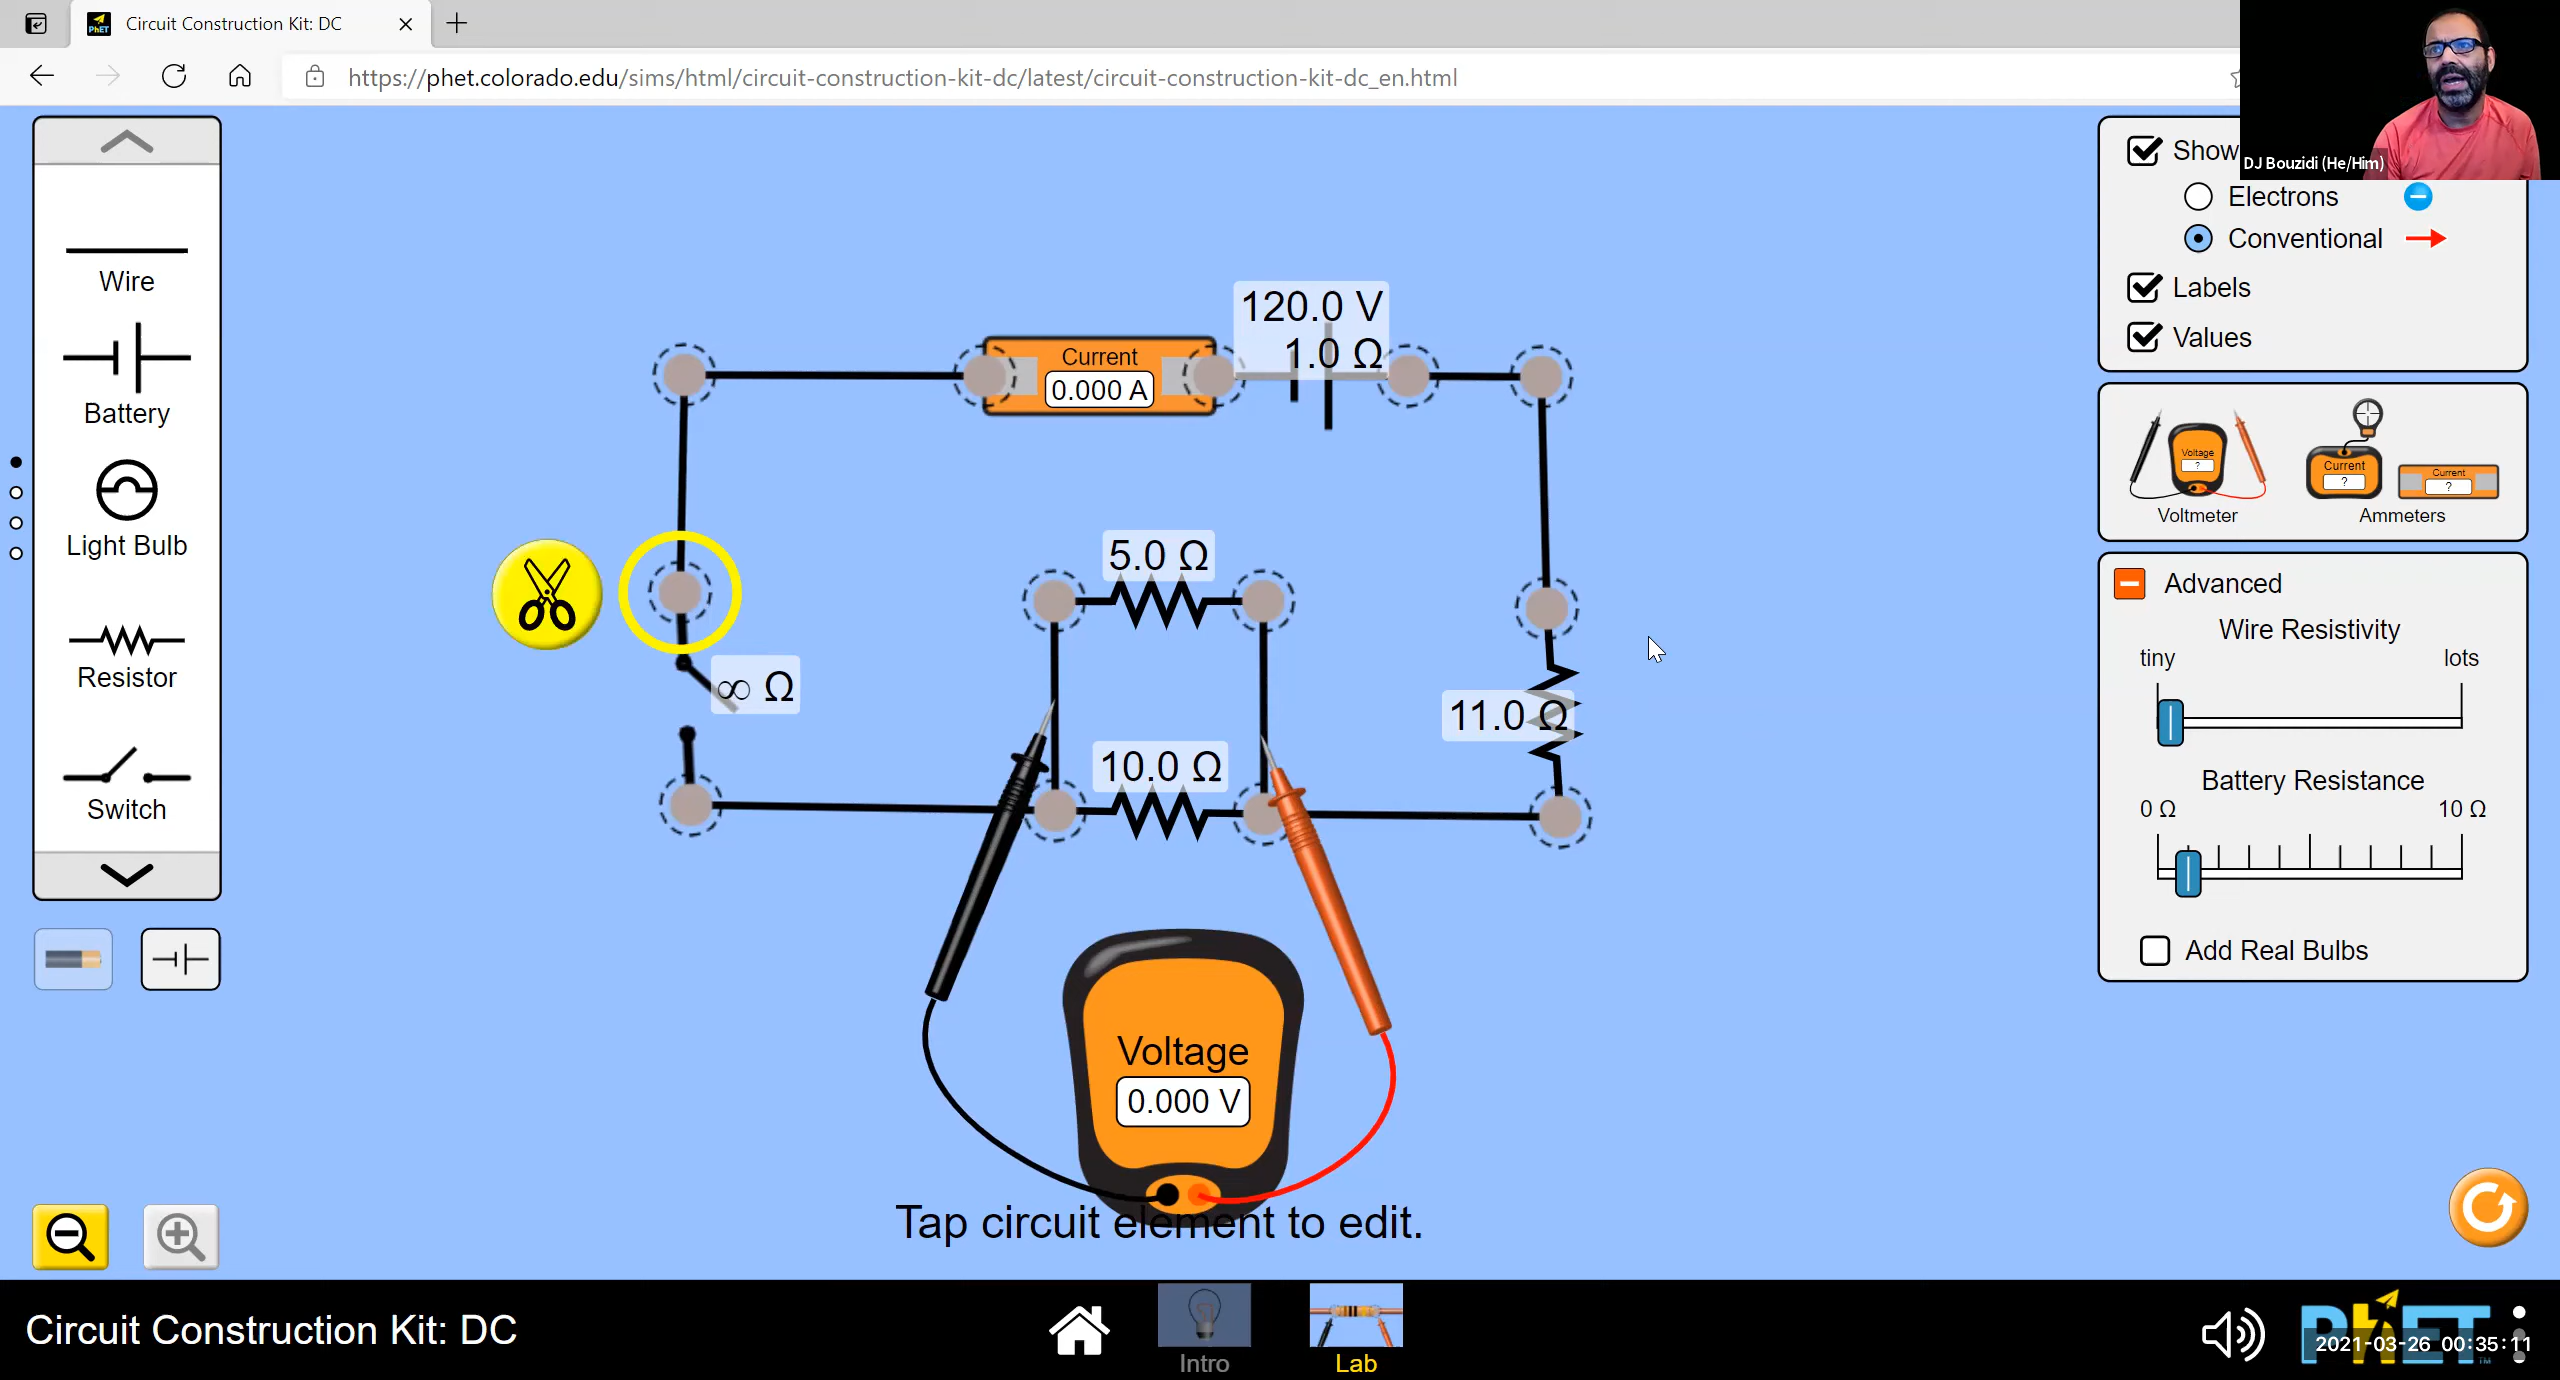 Circuit Construction Kit: DC
https://phet.colorado.edu/sims/html/circuit-construction-kit-dc/latest/circuit-construction-kit-dc_en.html
DJ Bouzidi (He/Him)
Show
Electrons
Conventional
Labels
Values
Wire
Battery
Light Bulb
Resistor
Switch
Current
0.000 A
120.0 V
1.0 Ω
5.0 Ω
∞ Ω
10.0 Ω
11.0 Ω
Voltage
?
Voltmeter
Current
?
Current
?
Ammeters
Advanced
Wire Resistivity
tiny lots
Battery Resistance
0 Ω 10 Ω
Add Real Bulbs
Voltage
0.000 V
Tap circuit element to edit.
Circuit Construction Kit: DC
Intro
Lab
PhET
2021-03-26 00:35:11